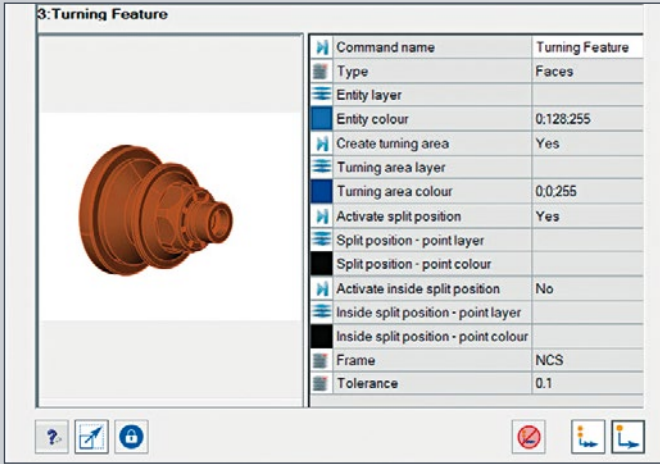 3:Turning Feature
Command name Turning Feature
Type Faces
Entity layer
Entity colour 0;128;255
Create turning area Yes
Turning area layer
Turning area colour 0;0;255
Activate split position Yes
Split position - point layer
Split position - point colour
Activate inside split position No
Inside split position - point layer
Inside split position - point colour
Frame NCS
Tolerance 0.1
?